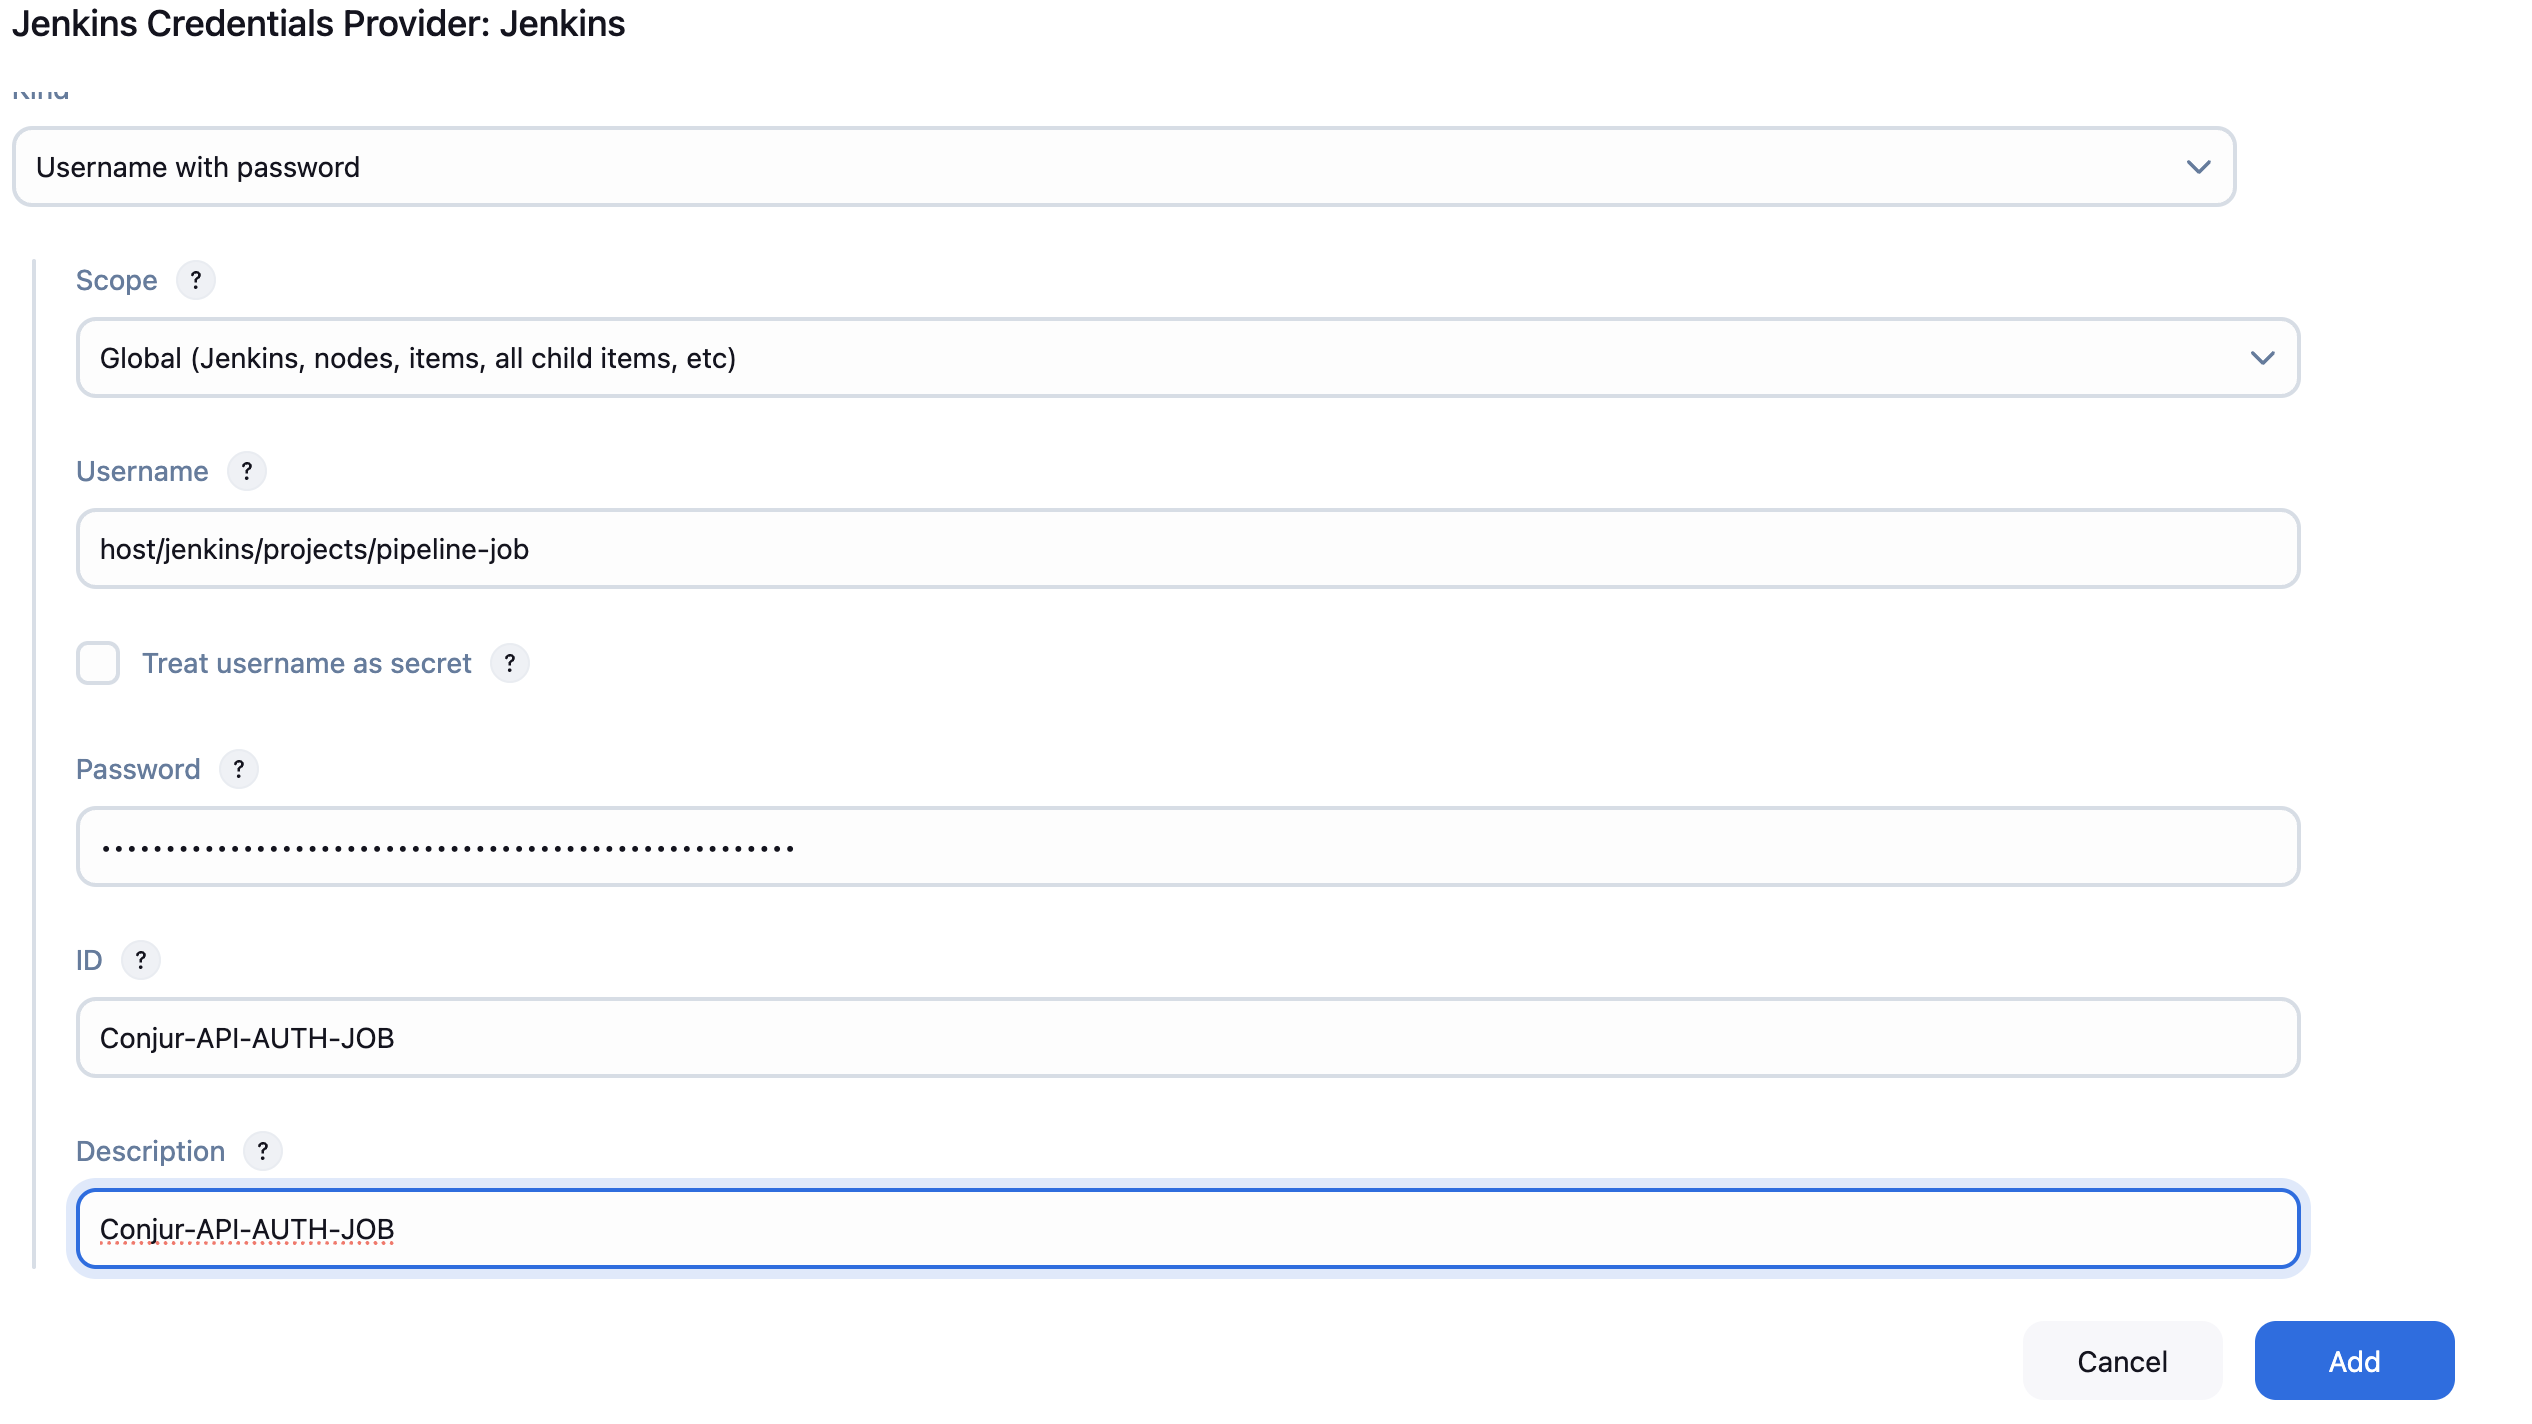 Jenkins Credentials Provider: Jenkins
Kind
Username with password
Scope ?
Global (Jenkins, nodes, items, all child items, etc)
Username ?
host/jenkins/projects/pipeline-job
Treat username as secret ?
Password ?
ID ?
Conjur-API-AUTH-JOB
Description ?
Conjur-API-AUTH-JOB
Cancel
Add